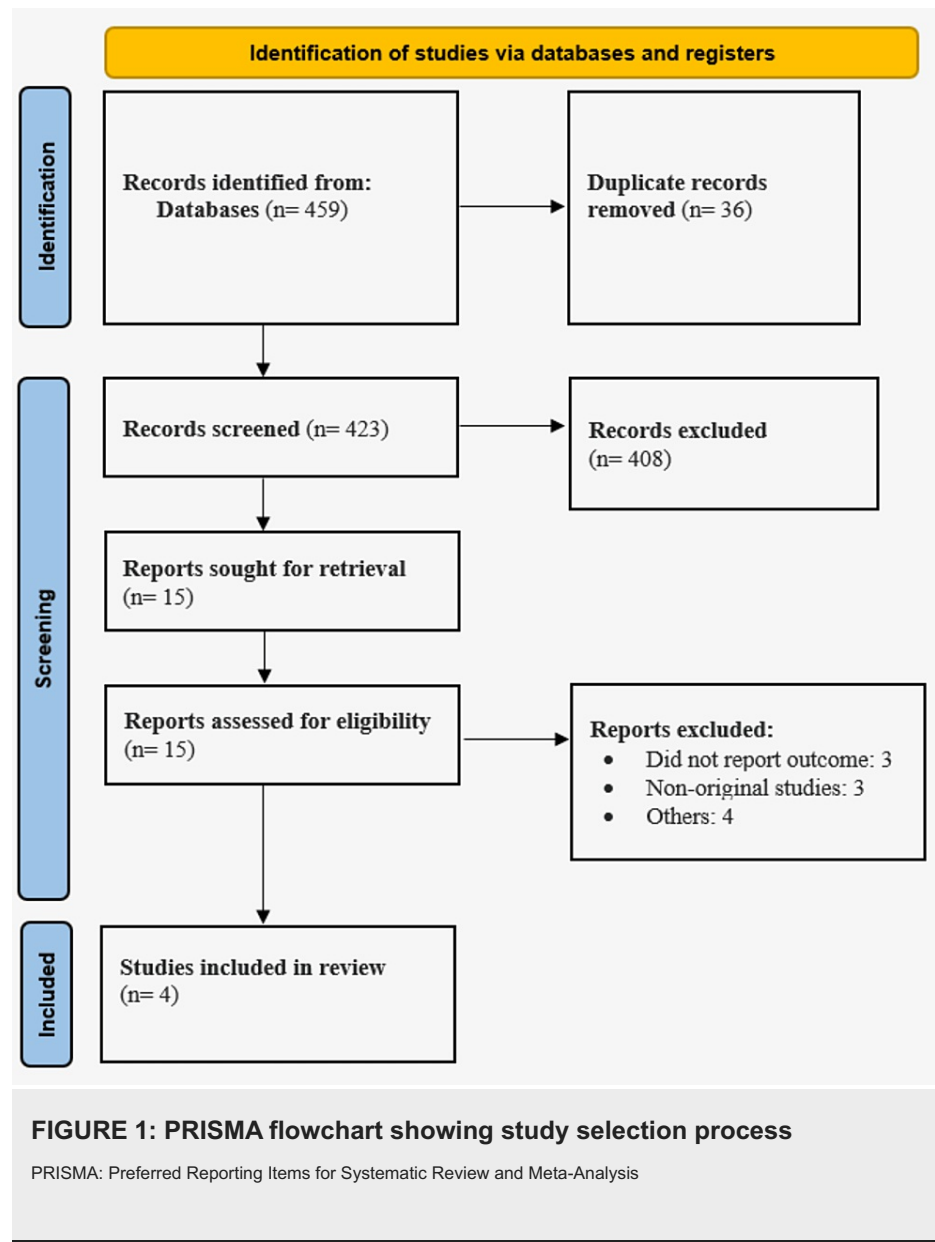 Identification of studies via databases and registers
Identification
Records identified from:
Databases (n= 459)
Duplicate records
removed (n= 36)
Screening
Records screened (n= 423)
Records excluded
(n= 408)
Reports sought for retrieval
(n= 15)
Reports assessed for eligibility
(n= 15)
Reports excluded:
• Did not report outcome: 3
• Non-original studies: 3
• Others: 4
Included
Studies included in review
(n= 4)
FIGURE 1: PRISMA flowchart showing study selection process
PRISMA: Preferred Reporting Items for Systematic Review and Meta-Analysis